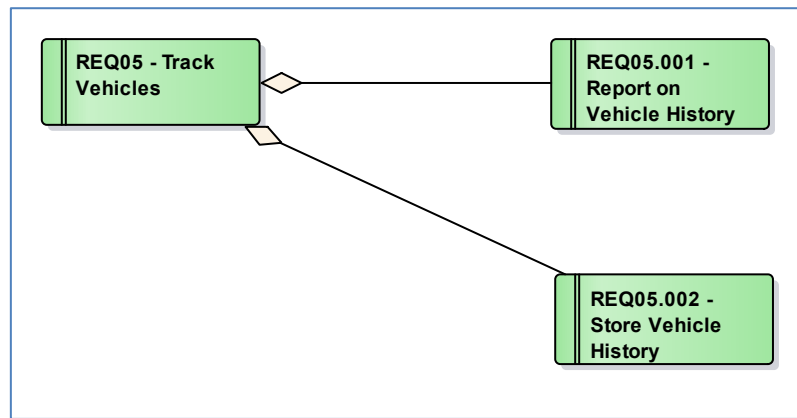 REQ05 - Track
Vehicles
REQ05.001 -
Report on
Vehicle History
REQ05.002 -
Store Vehicle
History